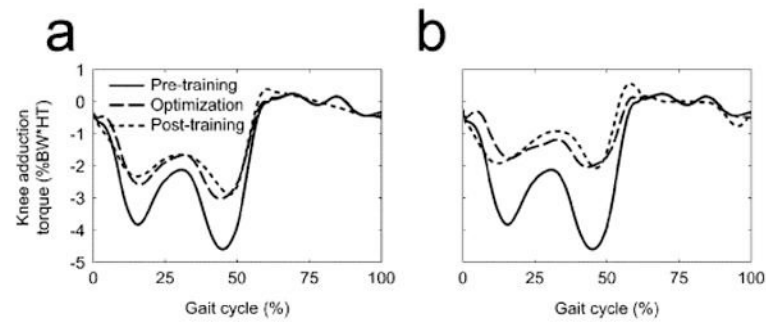 a
b
1
0
-1
-2
-3
-4
-5
Pre-training
Optimization
Post-training
Knee adduction
torque (%BW*HT)
0 25 50 75 100
0 25 50 75 100
Gait cycle (%)
Gait cycle (%)